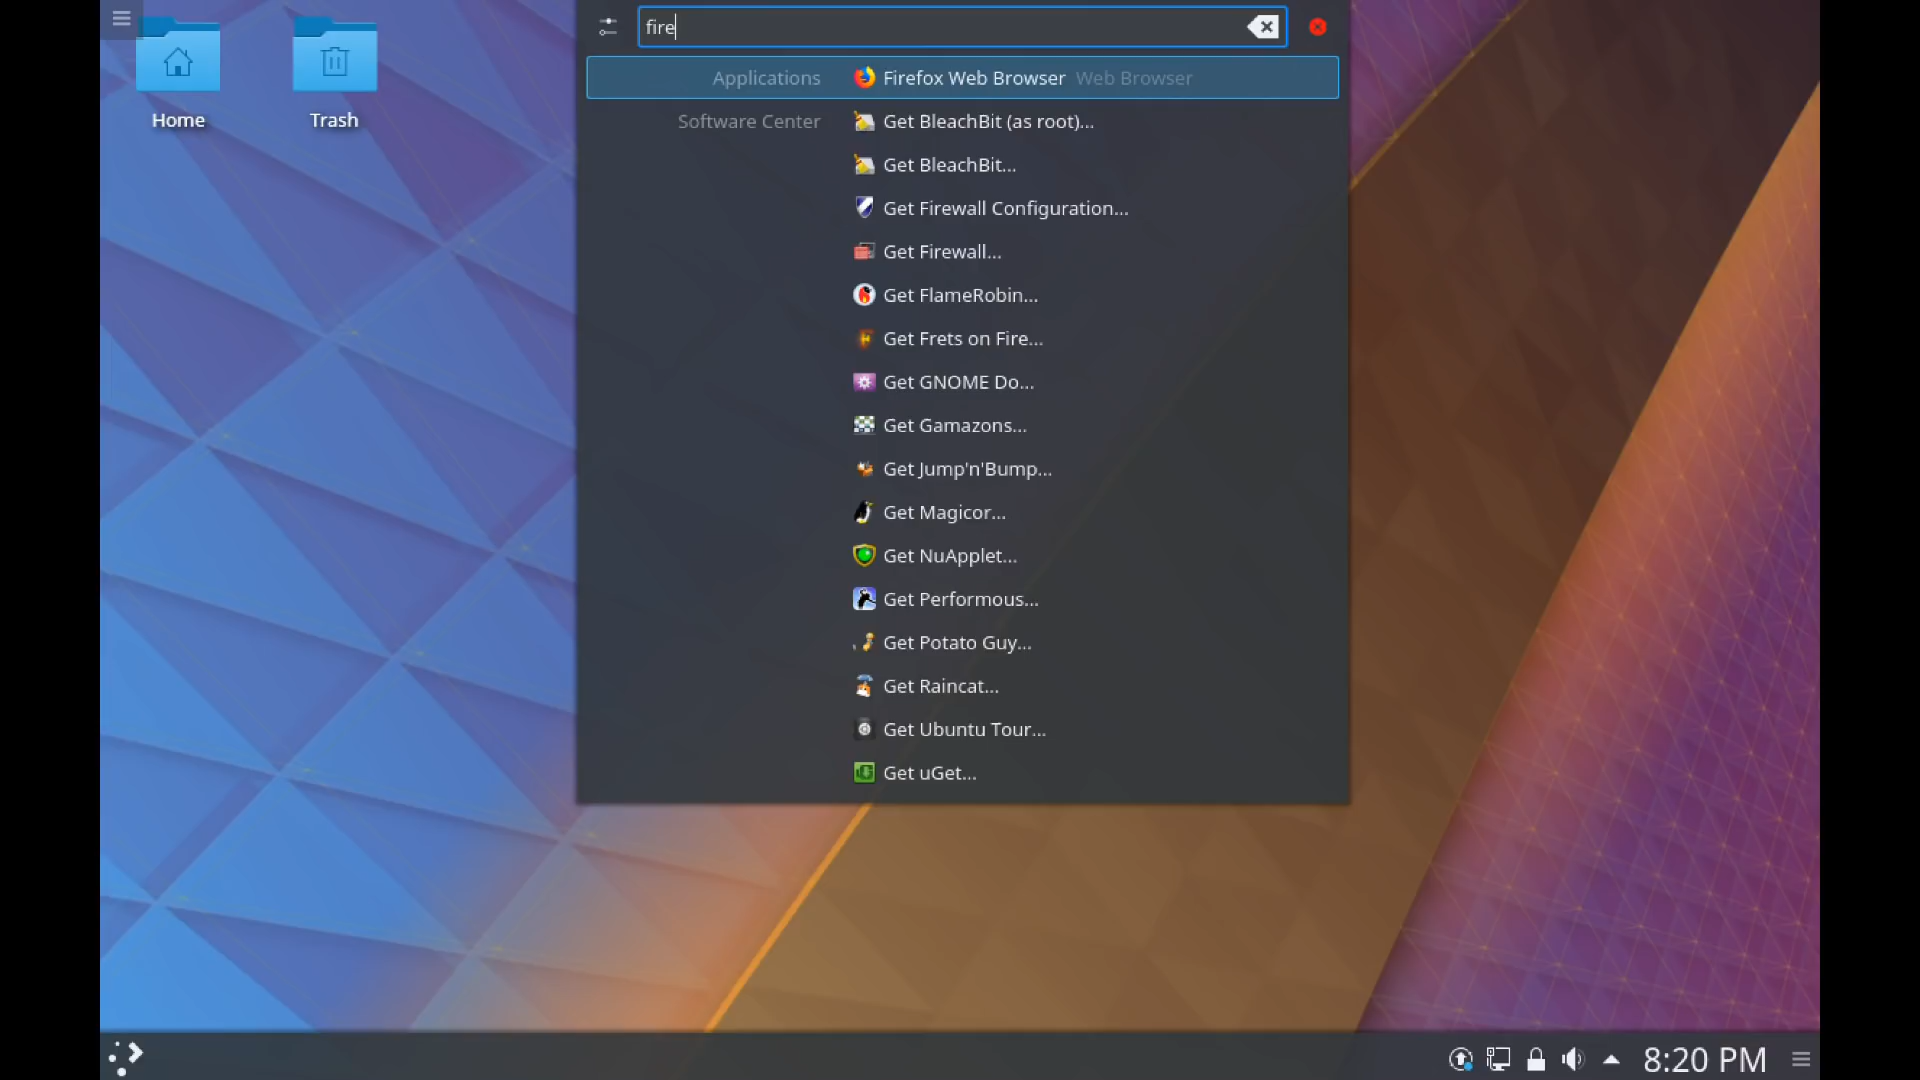 fire
Applications Firefox Web Browser Web Browser
Software Center Get BleachBit (as root)...
Get BleachBit...
Get Firewall Configuration...
Get Firewall...
Get FlameRobin...
Get Frets on Fire...
Get GNOME Do...
Get Gamazons...
Get Jump'n'Bump...
Get Magicor...
Get NuApplet...
Get Performous...
Get Potato Guy...
Get Raincat...
Get Ubuntu Tour...
Get uGet...
Home Trash
8:20 PM